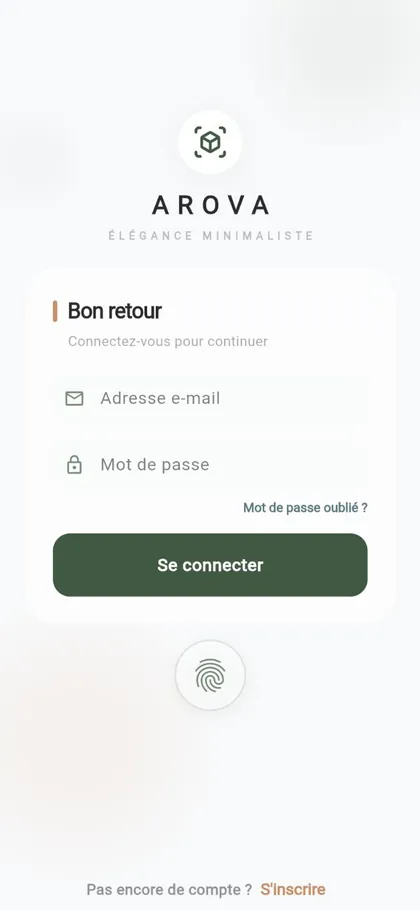 AROVA
ÉLÉGANCE MINIMALISTE
Bon retour
Connectez-vous pour continuer
Adresse e-mail
Mot de passe
Mot de passe oublié ?
Se connecter
Pas encore de compte ? S'inscrire